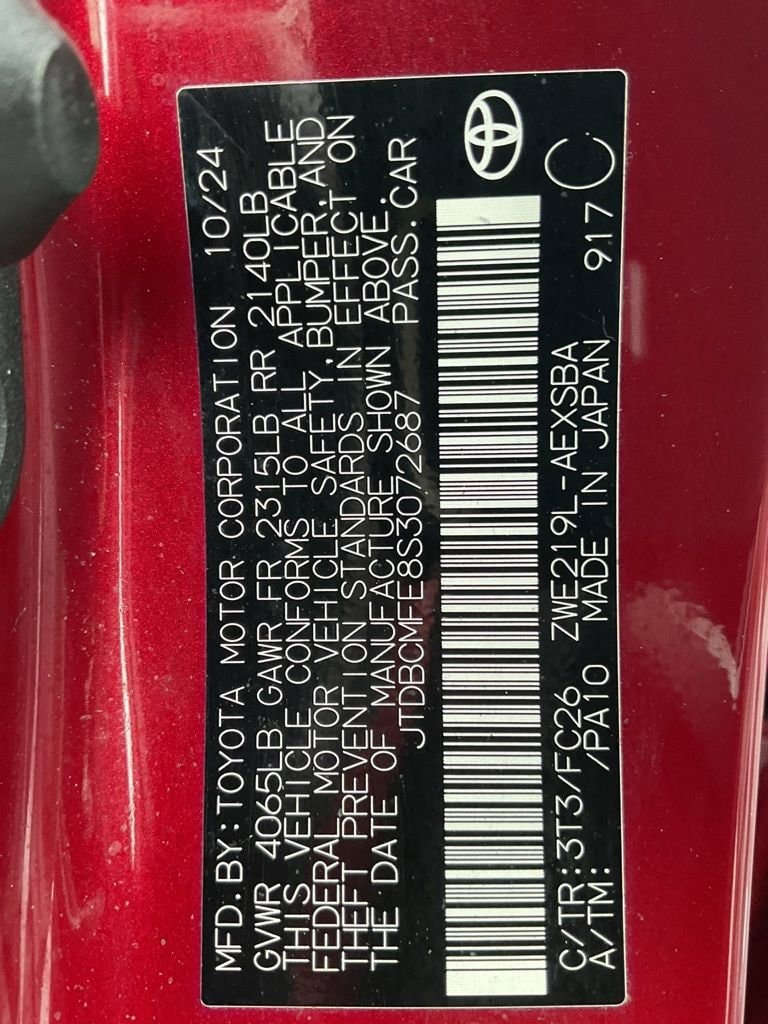 MFD. BY: TOYOTA MOTOR CORPORATION 10/24
GVWR 4065LB GAWR FR 2315LB RR 2140LB
THIS VEHICLE CONFORMS TO ALL APPLICABLE
FEDERAL MOTOR VEHICLE SAFETY, BUMPER, AND
THEFT PREVENTION STANDARDS IN EFFECT ON
THE DATE OF MANUFACTURE SHOWN ABOVE.
JTDBCMFE8S3072687 PASS. CAR
C/TR: 3T3/FC26 ZWE219L-AEXSBA
A/TM: /PA10 MADE IN JAPAN 917